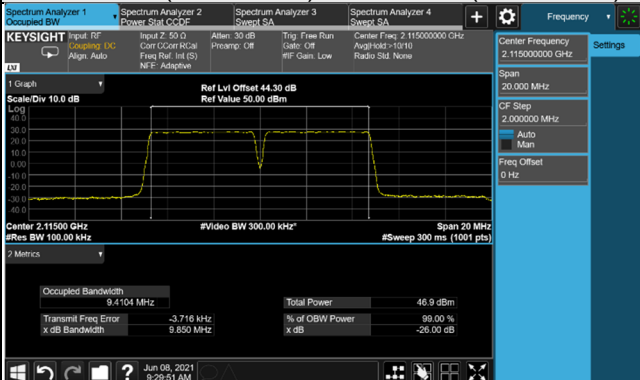 Spectrum Analyzer 1
Occupied BW
Spectrum Analyzer 2
Power Stat CCDF
Spectrum Analyzer 3
Swept SA
Spectrum Analyzer 4
Swept SA
+
Frequency
KEYSIGHT
Input: RF
Coupling: DC
Align: Auto
Input Z: 50 Ω
Corr CCorr RCal
Freq Ref: Int (S)
NFE: Adaptive
Atten: 30 dB
Preamp: Off
Trig: Free Run
Gate: Off
#IF Gain: Low
Center Freq: 2.115000000 GHz
Avg|Hold:>10/10
Radio Std: None
LXI
Center Frequency
2.115000000 GHz
Settings
Span
20.000 MHz
CF Step
2.000000 MHz
Auto
Man
Freq Offset
0 Hz
1 Graph
Scale/Div 10.0 dB
Ref Lvl Offset 44.30 dB
Ref Value 50.00 dBm
Log
40.0
30.0
20.0
10.0
0.00
-10.0
-20.0
-30.0
-40.0
Center 2.11500 GHz
#Res BW 100.00 kHz
#Video BW 300.00 kHz*
Span 20 MHz
#Sweep 300 ms (1001 pts)
2 Metrics
Occupied Bandwidth
9.4104 MHz
Transmit Freq Error -3.716 kHz
x dB Bandwidth 9.850 MHz
Total Power 46.9 dBm
% of OBW Power 99.00 %
x dB -26.00 dB
?
Jun 08, 2021
9:29:51 AM